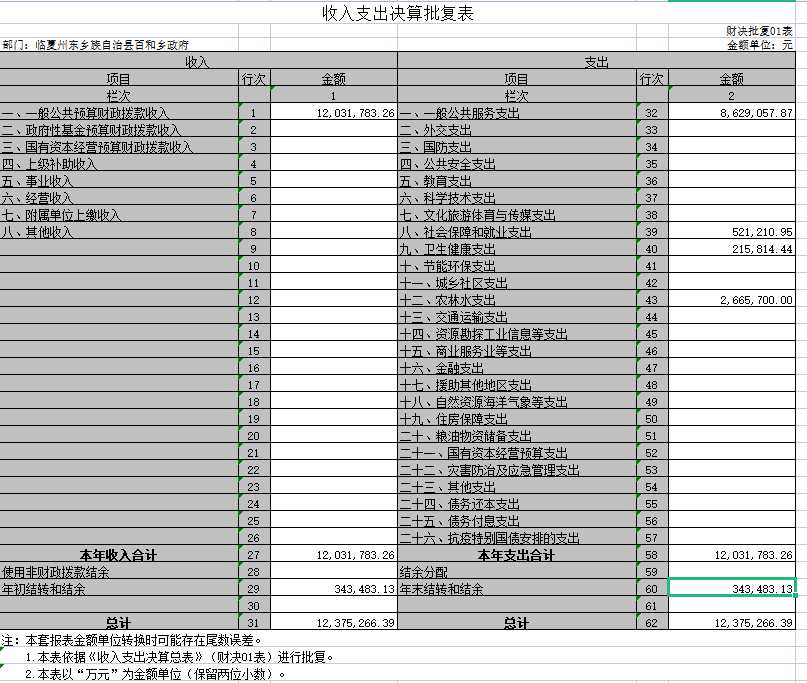 收入支出决算批复表
财决批复01表
部门：临夏州东乡族自治县百和乡政府 金额单位：元
收入 支出
项目 行次 金额 项目 行次 金额
栏次 1 栏次 2
一、一般公共预算财政拨款收入 1 12,031,783.26 一、一般公共服务支出 32 8,629,057.87
二、政府性基金预算财政拨款收入 2 二、外交支出 33
三、国有资本经营预算财政拨款收入 3 三、国防支出 34
四、上级补助收入 4 四、公共安全支出 35
五、事业收入 5 五、教育支出 36
六、经营收入 6 六、科学技术支出 37
七、附属单位上缴收入 7 七、文化旅游体育与传媒支出 38
八、其他收入 8 八、社会保障和就业支出 39 521,210.95
9 九、卫生健康支出 40 215,814.44
10 十、节能环保支出 41
11 十一、城乡社区支出 42
12 十二、农林水支出 43 2,665,700.00
13 十三、交通运输支出 44
14 十四、资源勘探工业信息等支出 45
15 十五、商业服务业等支出 46
16 十六、金融支出 47
17 十七、援助其他地区支出 48
18 十八、自然资源海洋气象等支出 49
19 十九、住房保障支出 50
20 二十、粮油物资储备支出 51
21 二十一、国有资本经营预算支出 52
22 二十二、灾害防治及应急管理支出 53
23 二十三、其他支出 54
24 二十四、债务还本支出 55
25 二十五、债务付息支出 56
26 二十六、抗疫特别国债安排的支出 57
本年收入合计 27 12,031,783.26 本年支出合计 58 12,031,783.26
使用非财政拨款结余 28 结余分配 59
年初结转和结余 29 343,483.13 年末结转和结余 60 343,483.13
30 61
总计 31 12,375,266.39 总计 62 12,375,266.39
注：本套报表金额单位转换时可能存在尾数误差。
1.本表依据《收入支出决算总表》（财决01表）进行批复。
2.本表以“万元”为金额单位（保留两位小数）。